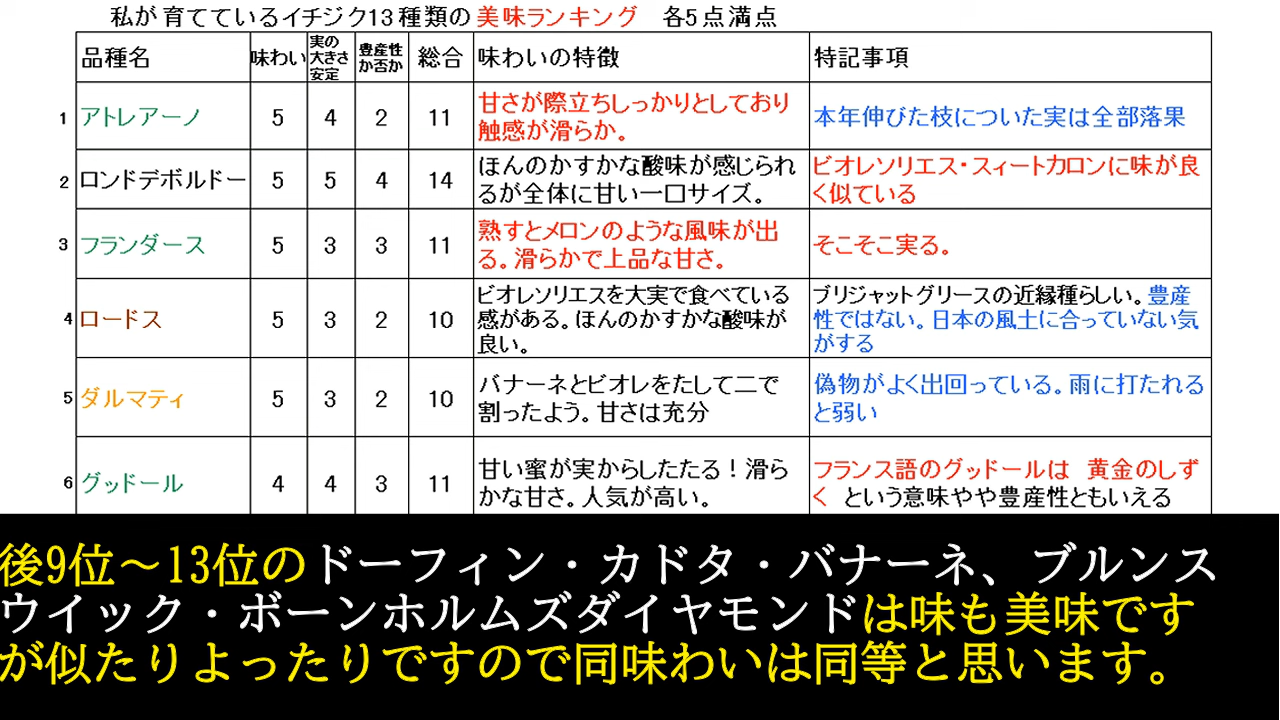 私が育てているイチジク13種類の美味ランキング 各5点満点
品種名 味わい 実の大きさ安定 豊産性か否か 総合 味わいの特徴 特記事項
1 アトレアーノ 5 4 2 11 甘さが際立ちしっかりとしており 本年伸びた枝についた実は全部落果
触感が滑らか。
2 ロンドデボルドー 5 5 4 14 ほんのかすかな酸味が感じられ ビオレソリエス・スィートカロンに味が良
るが全体に甘い一口サイズ。 く似ている
3 フランダース 5 3 3 11 熟すとメロンのような風味が出 そこそこ実る。
る。滑らかで上品な甘さ。
4 ロードス 5 3 2 10 ビオレソリエスを大実で食べている ブリジャットグリースの近縁種らしい。豊産
感がある。ほんのかすかな酸味が 性ではない。日本の風土に合っていない気
良い。 がする
5 ダルマティ 5 3 2 10 バナーネとビオレをたして二で 偽物がよく出回っている。雨に打たれる
割ったよう。甘さは充分 と弱い
6 グッドール 4 4 3 11 甘い蜜が実からしたたる！滑ら フランス語のグッドールは 黄金のしず
かな甘さ。人気が高い。 く という意味やや豊産性ともいえる
後9位～13位のドーフィン・カドタ・バナーネ、ブルンス
ウイック・ボーンホルムズダイヤモンドは味も美味です
が似たりよったりですので同味わいは同等と思います。